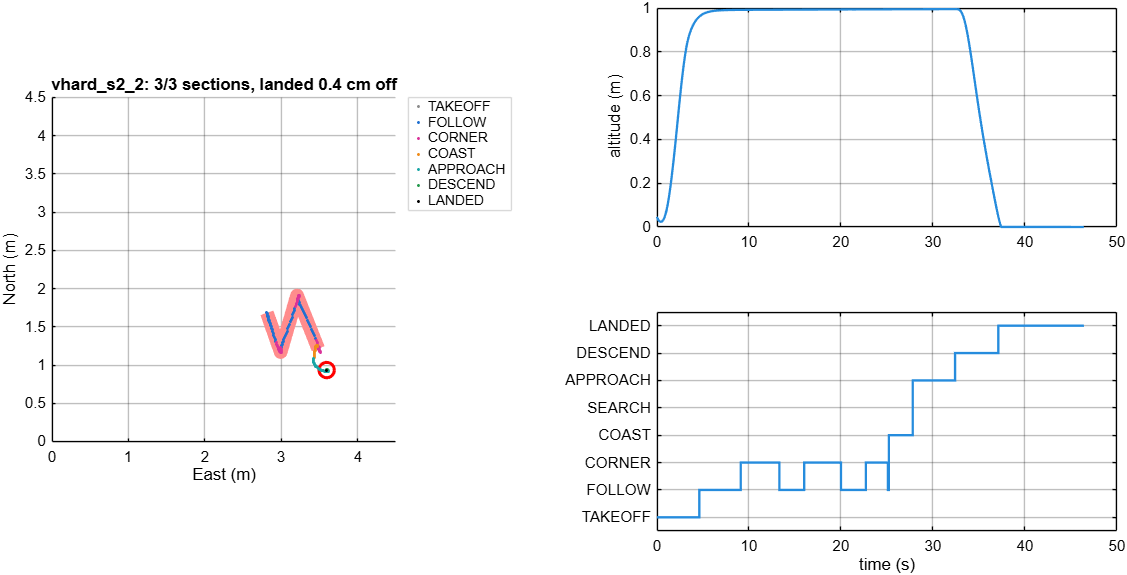 vhard_s2_2: 3/3 sections, landed 0.4 cm off
4.5
4
3.5
3
2.5
2
1.5
1
0.5
0
North (m)
0 1 2 3 4
East (m)
TAKEOFF
FOLLOW
CORNER
COAST
APPROACH
DESCEND
LANDED
1
0.8
0.6
0.4
0.2
0
altitude (m)
0 10 20 30 40 50
LANDED
DESCEND
APPROACH
SEARCH
COAST
CORNER
FOLLOW
TAKEOFF
0 10 20 30 40 50
time (s)